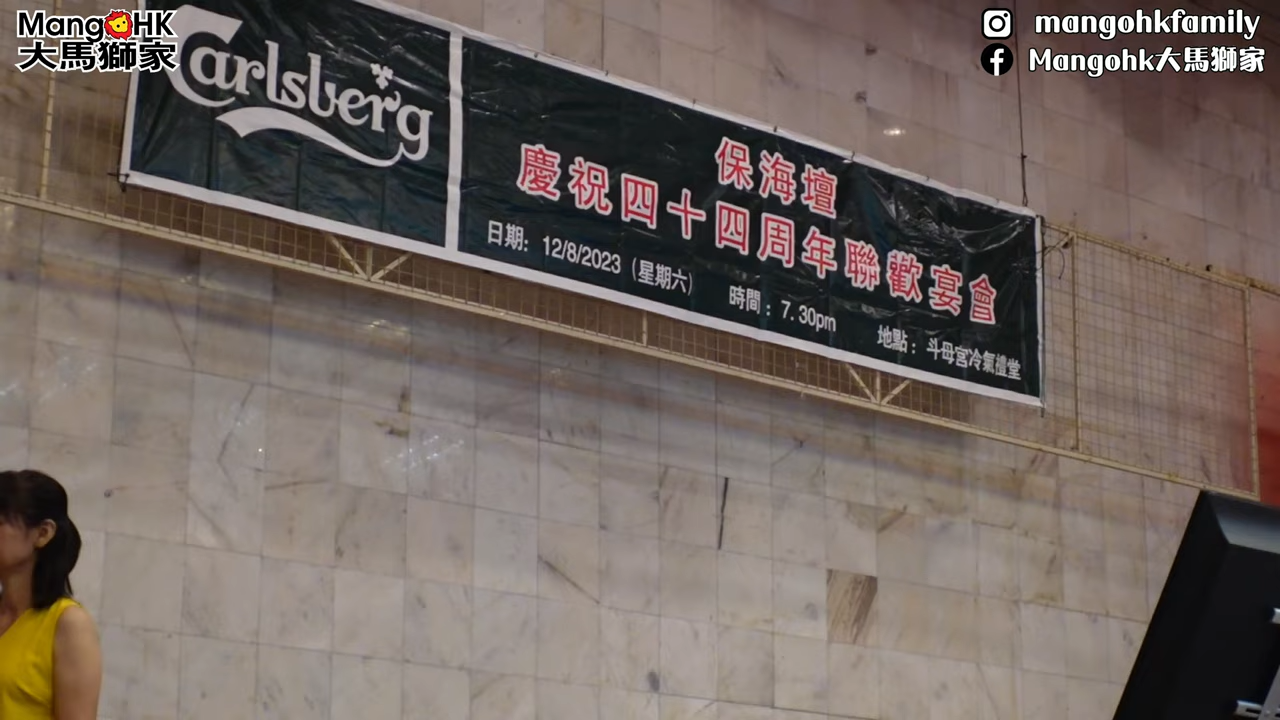 MangoHK
大馬獅家
mangohkfamily
Mangohk大馬獅家
Carlsberg
保海壇
慶祝四十四周年聯歡宴會
日期: 12/8/2023 (星期六) 時間: 7.30pm 地點: 斗母宮冷氣禮堂